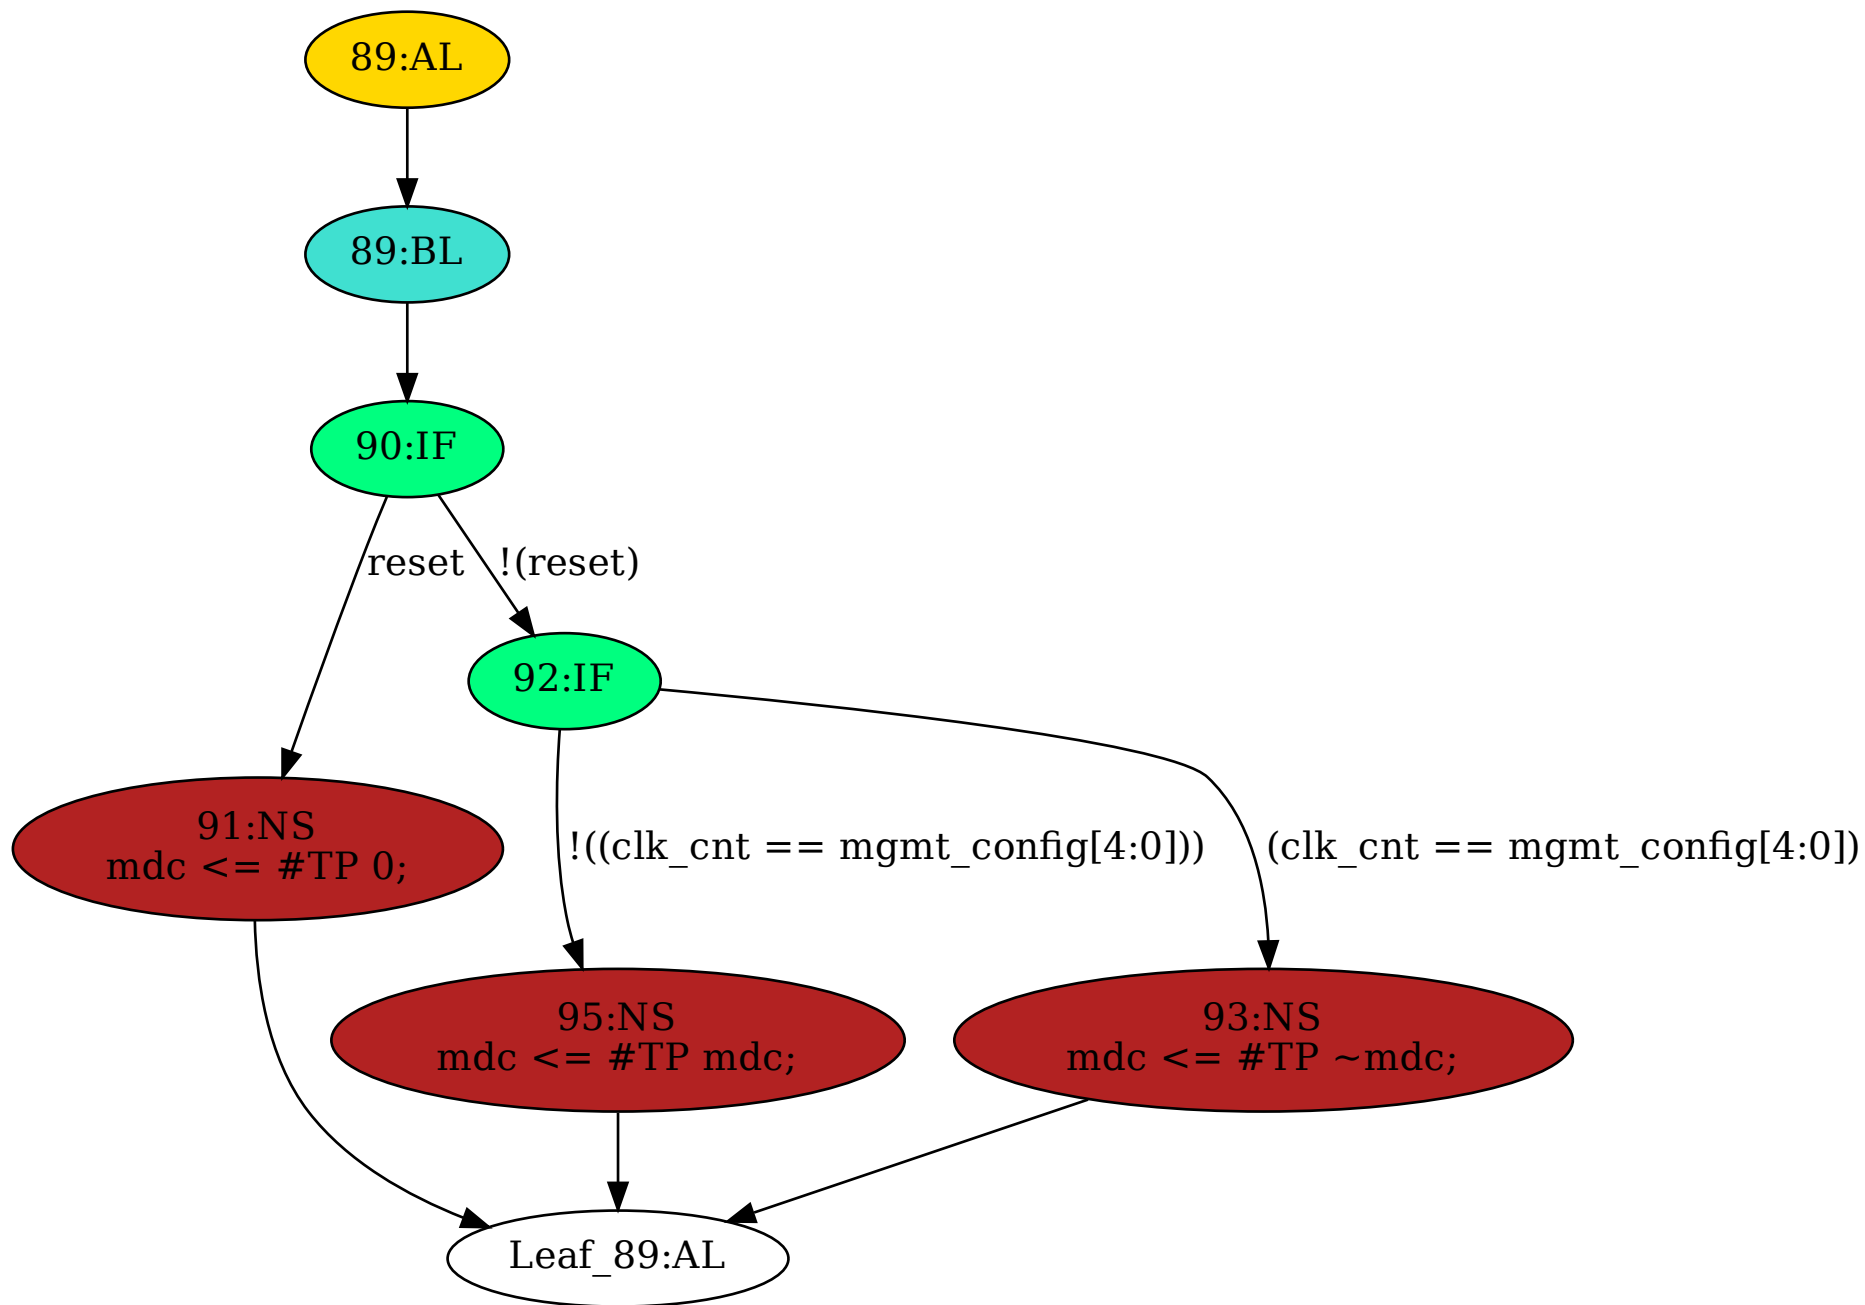 89:AL
89:BL
90:IF
reset
!(reset)
92:IF
91:NS
mdc <= #TP 0;
!((clk_cnt == mgmt_config[4:0]))
(clk_cnt == mgmt_config[4:0])
95:NS
mdc <= #TP mdc;
93:NS
mdc <= #TP ~mdc;
Leaf_89:AL